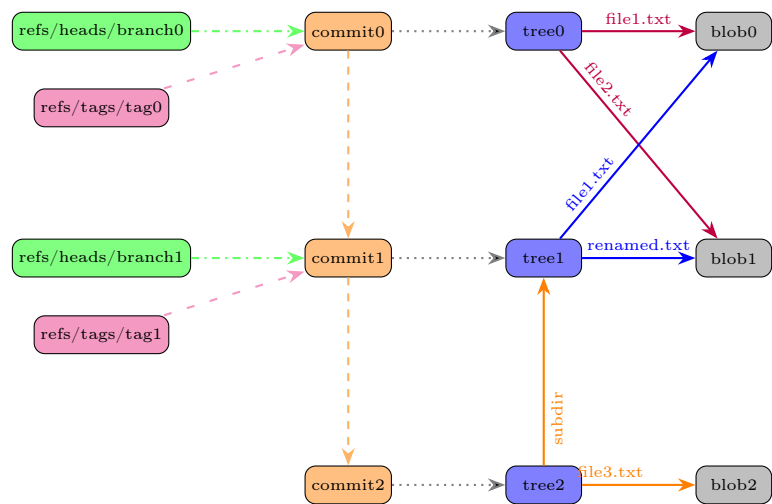 refs/heads/branch0
commit0
tree0
file1.txt
blob0
refs/tags/tag0
file2.txt
file1.txt
refs/heads/branch1
commit1
tree1
renamed.txt
blob1
refs/tags/tag1
subdir
commit2
tree2
file3.txt
blob2